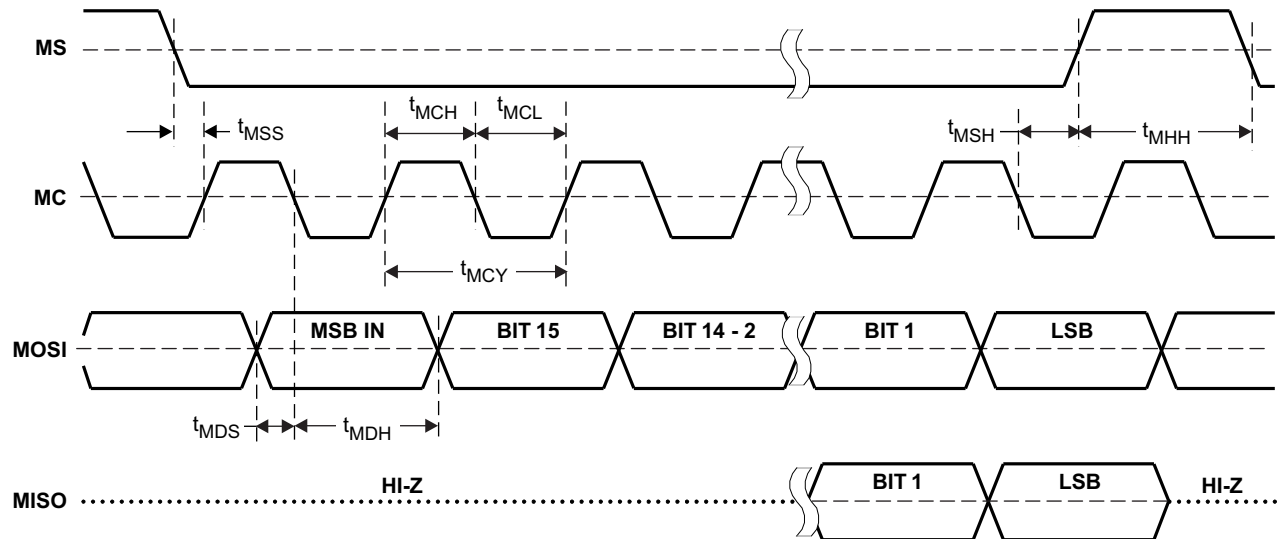 MS
tMSS
tMCH
tMCL
tMSH
tMHH
MC
tMCY
MOSI
MSB IN
BIT 15
BIT 14 - 2
BIT 1
LSB
tMDS
tMDH
MISO
HI-Z
BIT 1
LSB
HI-Z